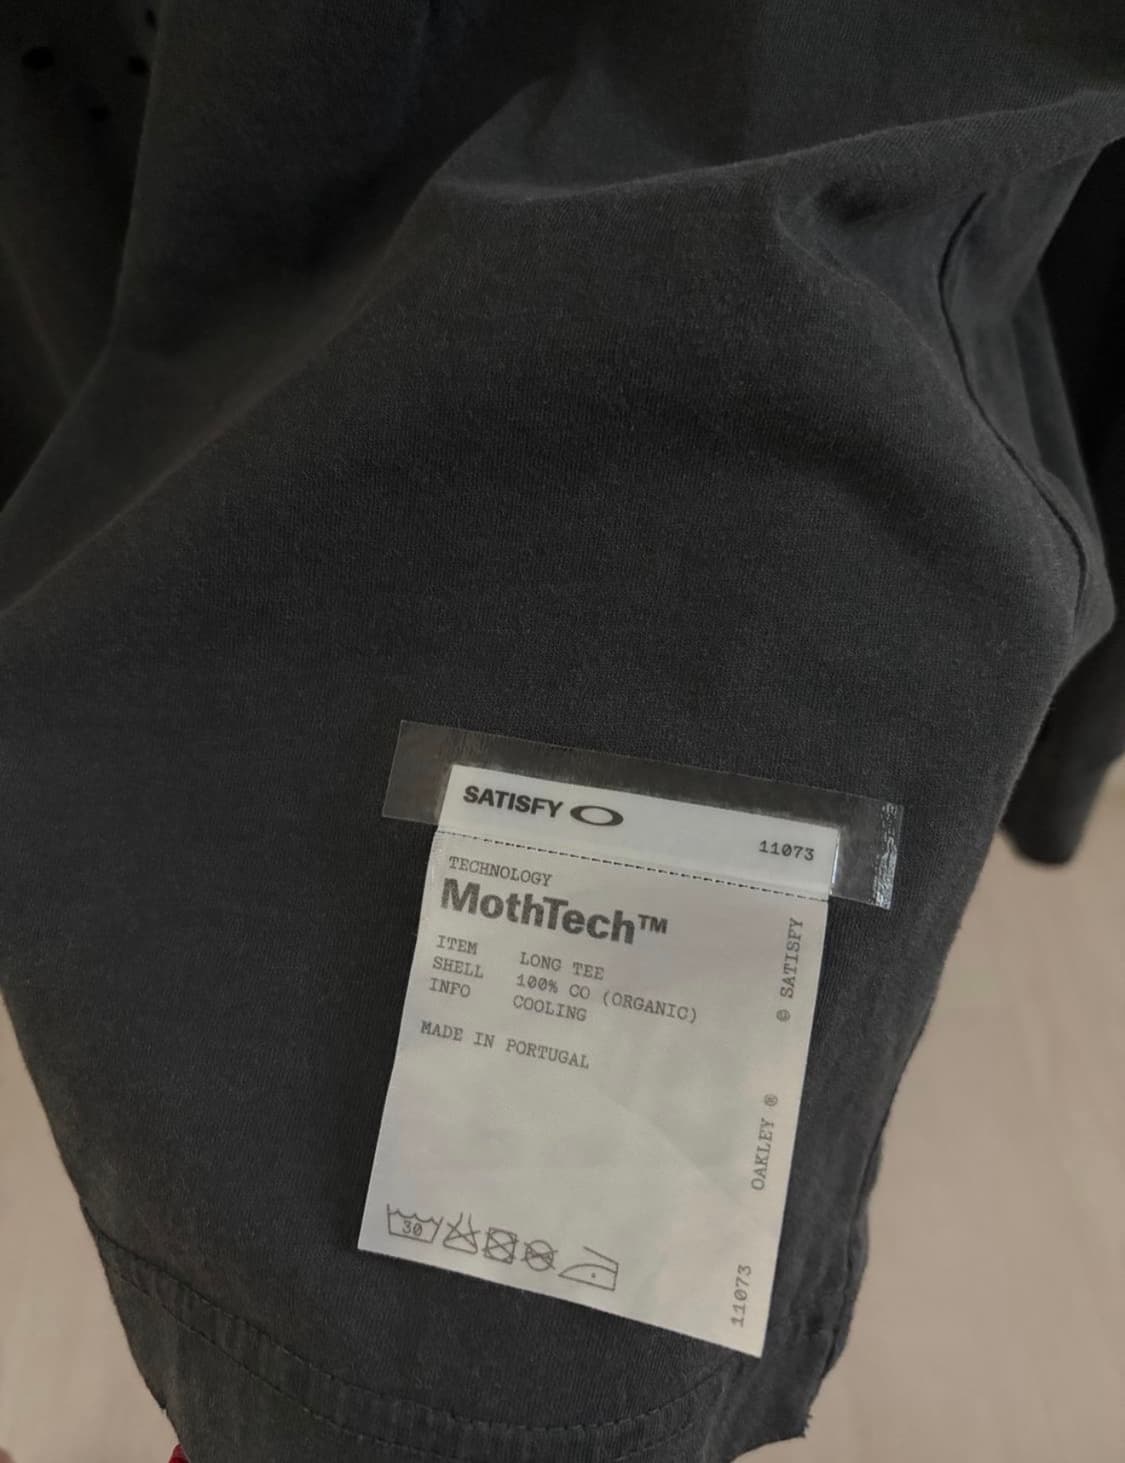 SATISFY
11073
TECHNOLOGY
MothTech™
ITEM LONG TEE
SHELL 100% CO (ORGANIC)
INFO COOLING
MADE IN PORTUGAL
30
© SATISFY
OAKLEY ®
11073